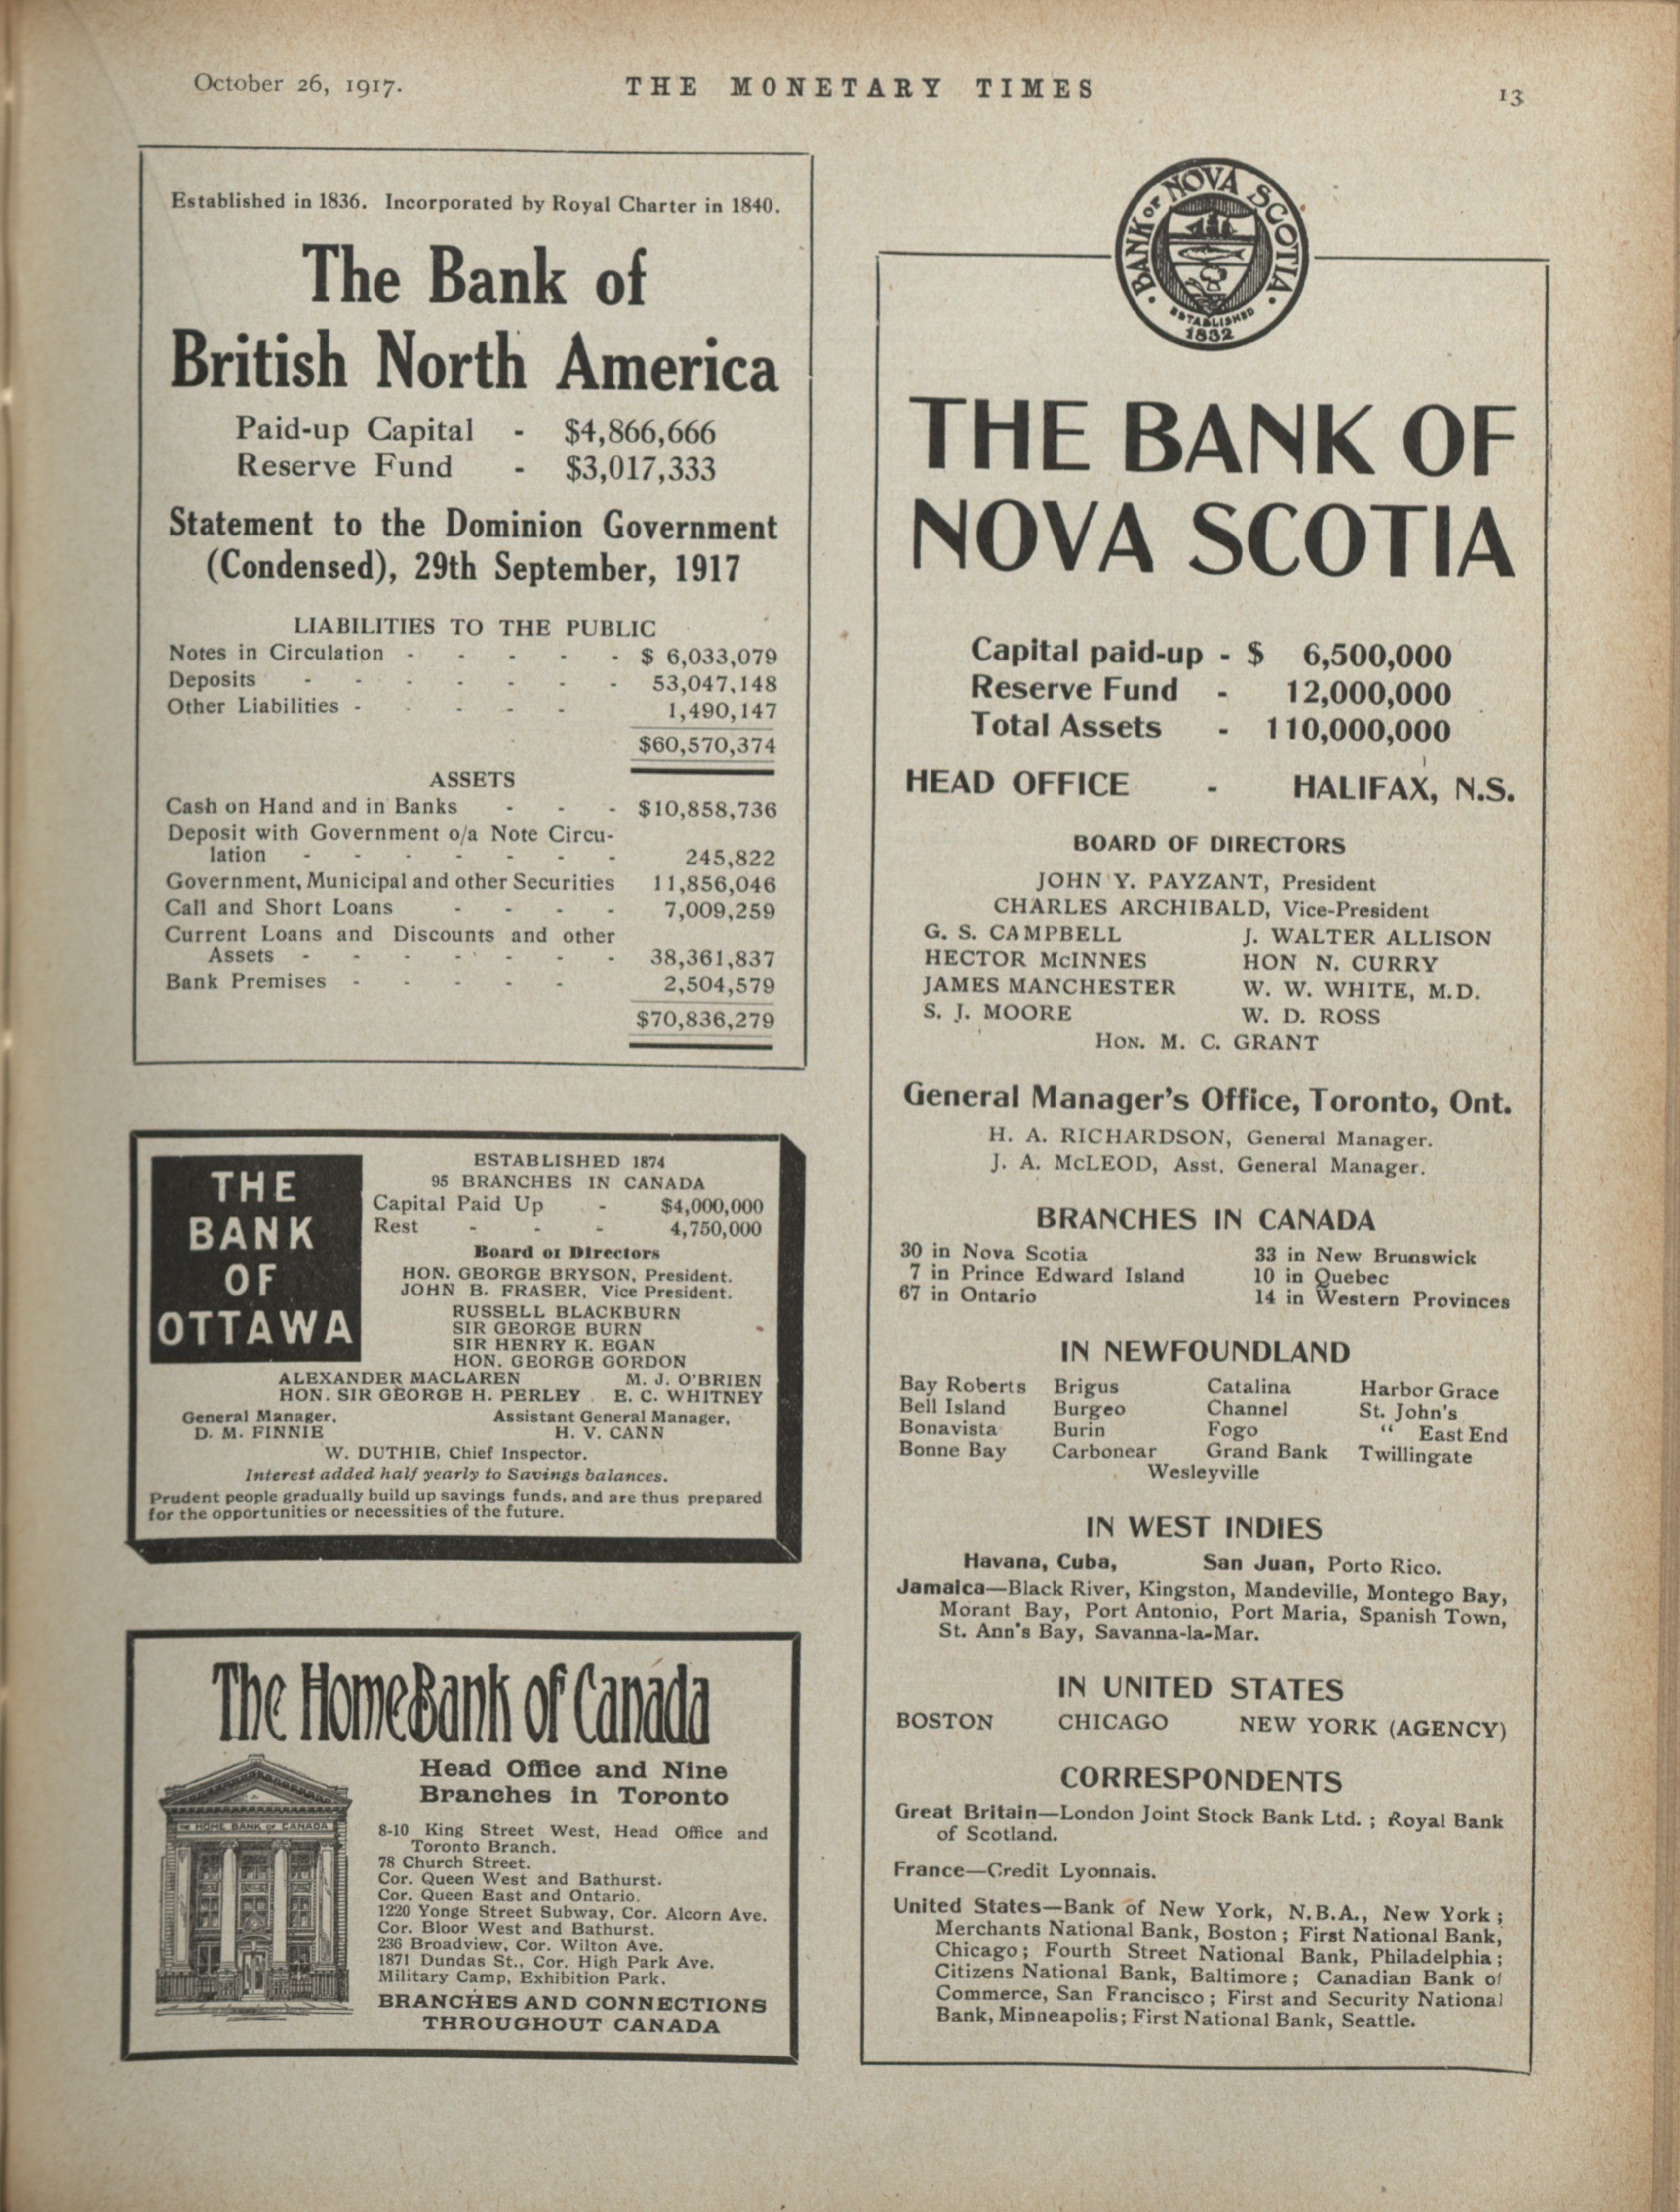 October 26, 1917.
THE MONETARY TIMES
13
Established in 1836. Incorporated by Royal Charter in 1840.
The Bank of
British North America
Paid-up Capital - $4,866,666
Reserve Fund - $3,017,333
Statement to the Dominion Government
(Condensed), 29th September, 1917
LIABILITIES TO THE PUBLIC
Notes in Circulation - - - - - $ 6,033,079
Deposits - - - - - - - 53,047,148
Other Liabilities - - - - - 1,490,147
$60,570,374
ASSETS
Cash on Hand and in Banks - - - $10,858,736
Deposit with Government o/a Note Circu-
lation - - - - - - - 245,822
Government, Municipal and other Securities 11,856,046
Call and Short Loans - - - - 7,009,259
Current Loans and Discounts and other
Assets - - - - - - - 38,361,837
Bank Premises - - - - - 2,504,579
$70,836,279
THE
BANK
OF
OTTAWA
ESTABLISHED 1874
95 BRANCHES IN CANADA
Capital Paid Up - $4,000,000
Rest - - - 4,750,000
Board of Directors
HON. GEORGE BRYSON, President.
JOHN B. FRASER, Vice President.
RUSSELL BLACKBURN
SIR GEORGE BURN
SIR HENRY K. EGAN
HON. GEORGE GORDON
ALEXANDER MACLAREN M. J. O'BRIEN
HON. SIR GEORGE H. PERLEY E. C. WHITNEY
General Manager, Assistant General Manager,
D. M. FINNIE H. V. CANN
W. DUTHIE, Chief Inspector.
Interest added half yearly to Savings balances.
Prudent people gradually build up savings funds, and are thus prepared
for the opportunities or necessities of the future.
The Home Bank of Canada
THE HOME BANK OF CANADA
Head Office and Nine
Branches in Toronto
8-10 King Street West, Head Office and
Toronto Branch.
78 Church Street.
Cor. Queen West and Bathurst.
Cor. Queen East and Ontario.
1220 Yonge Street Subway, Cor. Alcorn Ave.
Cor. Bloor West and Bathurst.
236 Broadview, Cor. Wilton Ave.
1871 Dundas St., Cor. High Park Ave.
Military Camp, Exhibition Park.
BRANCHES AND CONNECTIONS
THROUGHOUT CANADA
BANK OF NOVA SCOTIA
ESTABLISHED
1832
THE BANK OF
NOVA SCOTIA
Capital paid-up - $ 6,500,000
Reserve Fund - 12,000,000
Total Assets - 110,000,000
HEAD OFFICE - HALIFAX, N.S.
BOARD OF DIRECTORS
JOHN Y. PAYZANT, President
CHARLES ARCHIBALD, Vice-President
G. S. CAMPBELL J. WALTER ALLISON
HECTOR McINNES HON N. CURRY
JAMES MANCHESTER W. W. WHITE, M.D.
S. J. MOORE W. D. ROSS
HON. M. C. GRANT
General Manager's Office, Toronto, Ont.
H. A. RICHARDSON, General Manager.
J. A. McLEOD, Asst. General Manager.
BRANCHES IN CANADA
30 in Nova Scotia 33 in New Brunswick
7 in Prince Edward Island 10 in Quebec
67 in Ontario 14 in Western Provinces
IN NEWFOUNDLAND
Bay Roberts Brigus Catalina Harbor Grace
Bell Island Burgeo Channel St. John's
Bonavista Burin Fogo " East End
Bonne Bay Carbonear Grand Bank Twillingate
Wesleyville
IN WEST INDIES
Havana, Cuba, San Juan, Porto Rico.
Jamaica—Black River, Kingston, Mandeville, Montego Bay,
Morant Bay, Port Antonio, Port Maria, Spanish Town,
St. Ann's Bay, Savanna-la-Mar.
IN UNITED STATES
BOSTON CHICAGO NEW YORK (AGENCY)
CORRESPONDENTS
Great Britain—London Joint Stock Bank Ltd. ; Royal Bank
of Scotland.
France—Credit Lyonnais.
United States—Bank of New York, N.B.A., New York ;
Merchants National Bank, Boston ; First National Bank,
Chicago ; Fourth Street National Bank, Philadelphia ;
Citizens National Bank, Baltimore ; Canadian Bank of
Commerce, San Francisco ; First and Security National
Bank, Minneapolis; First National Bank, Seattle.